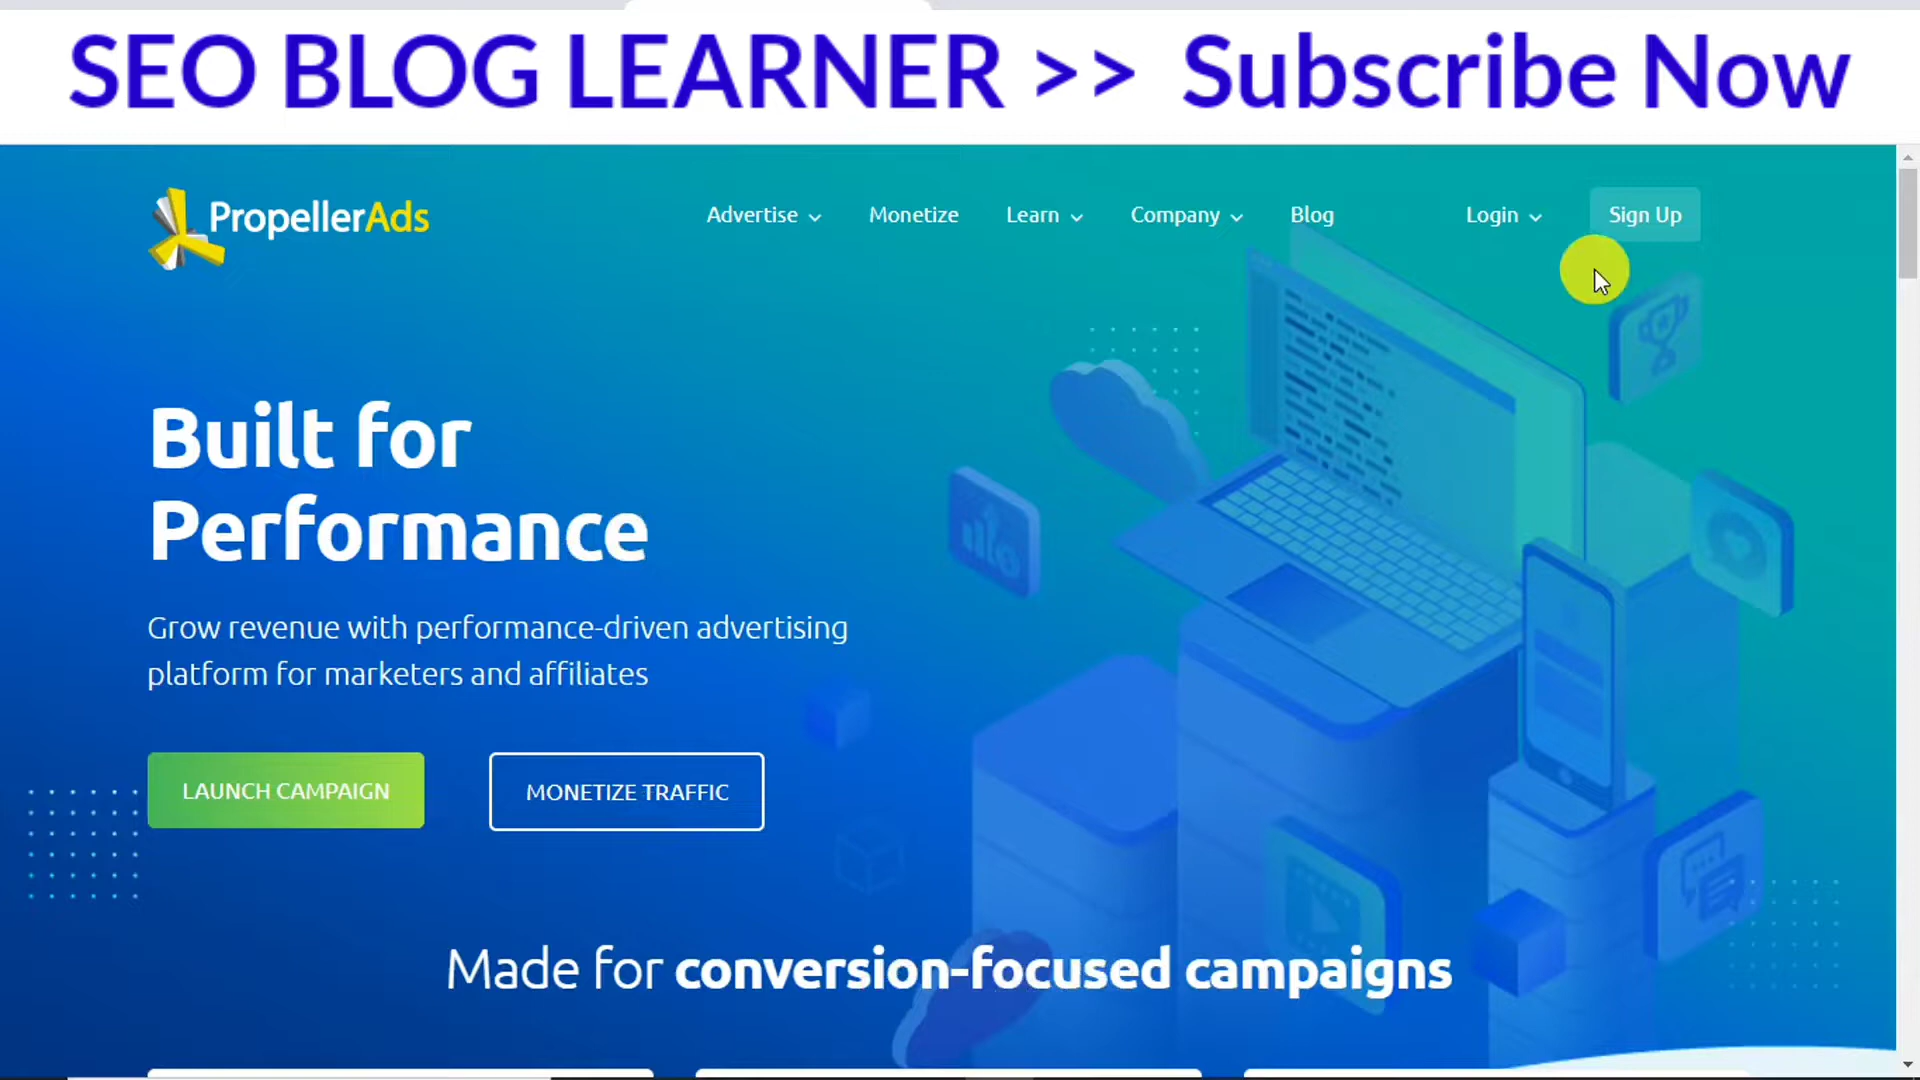 SEO BLOG LEARNER >> Subscribe Now
PropellerAds
Advertise
Monetize
Learn
Company
Blog
Login
Sign Up
Built for
Performance
Grow revenue with performance-driven advertising
platform for marketers and affiliates
LAUNCH CAMPAIGN
MONETIZE TRAFFIC
Made for conversion-focused campaigns